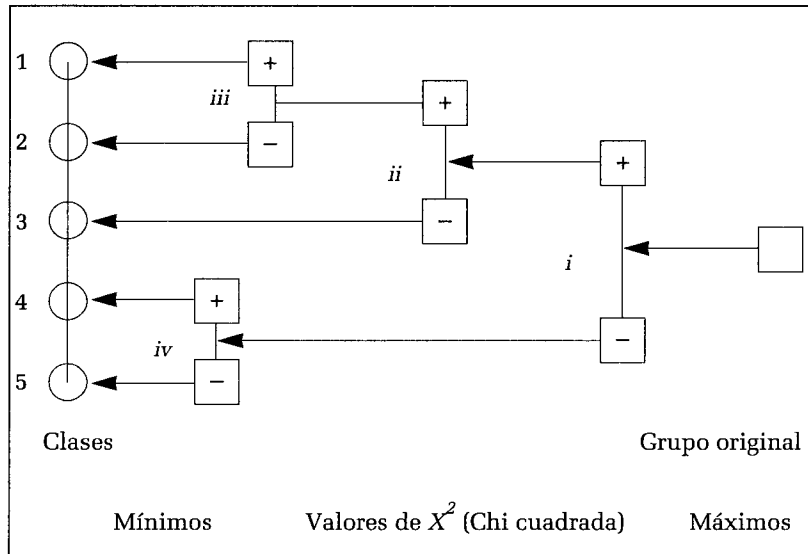 1
+
iii
+
2
−
ii
+
3
−
i
4
+
iv
−
5
−
Clases
Grupo original
Mínimos
Valores de X² (Chi cuadrada)
Máximos